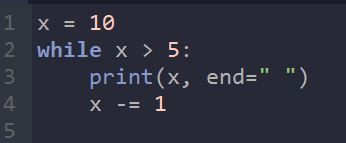 1 x = 10
2 while x > 5:
3     print(x, end=" ")
4     x -= 1
5